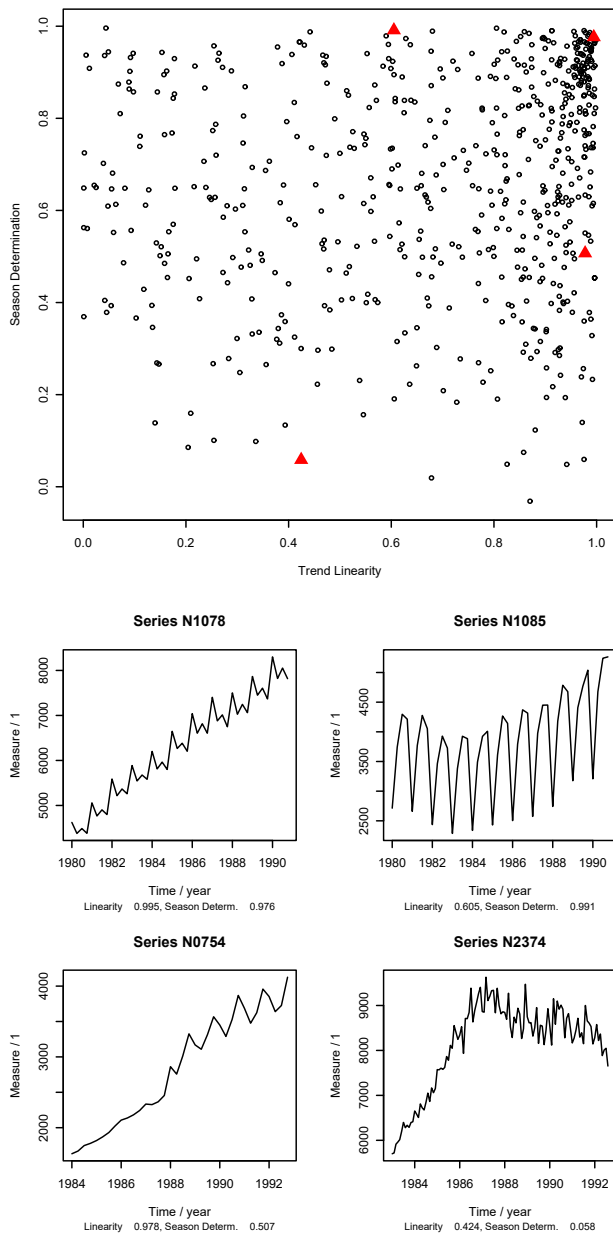 1.0
0.8
0.6
0.4
0.2
0.0
Season Determination
0.0 0.2 0.4 0.6 0.8 1.0
Trend Linearity
Series N1078
8000
7000
6000
5000
Measure / 1
1980 1982 1984 1986 1988 1990
Time / year
Linearity 0.995, Season Determ. 0.976
Series N1085
4500
3500
2500
Measure / 1
1980 1982 1984 1986 1988 1990
Time / year
Linearity 0.605, Season Determ. 0.991
Series N0754
4000
3000
2000
Measure / 1
1984 1986 1988 1990 1992
Time / year
Linearity 0.978, Season Determ. 0.507
Series N2374
9000
8000
7000
6000
Measure / 1
1984 1986 1988 1990 1992
Time / year
Linearity 0.424, Season Determ. 0.058